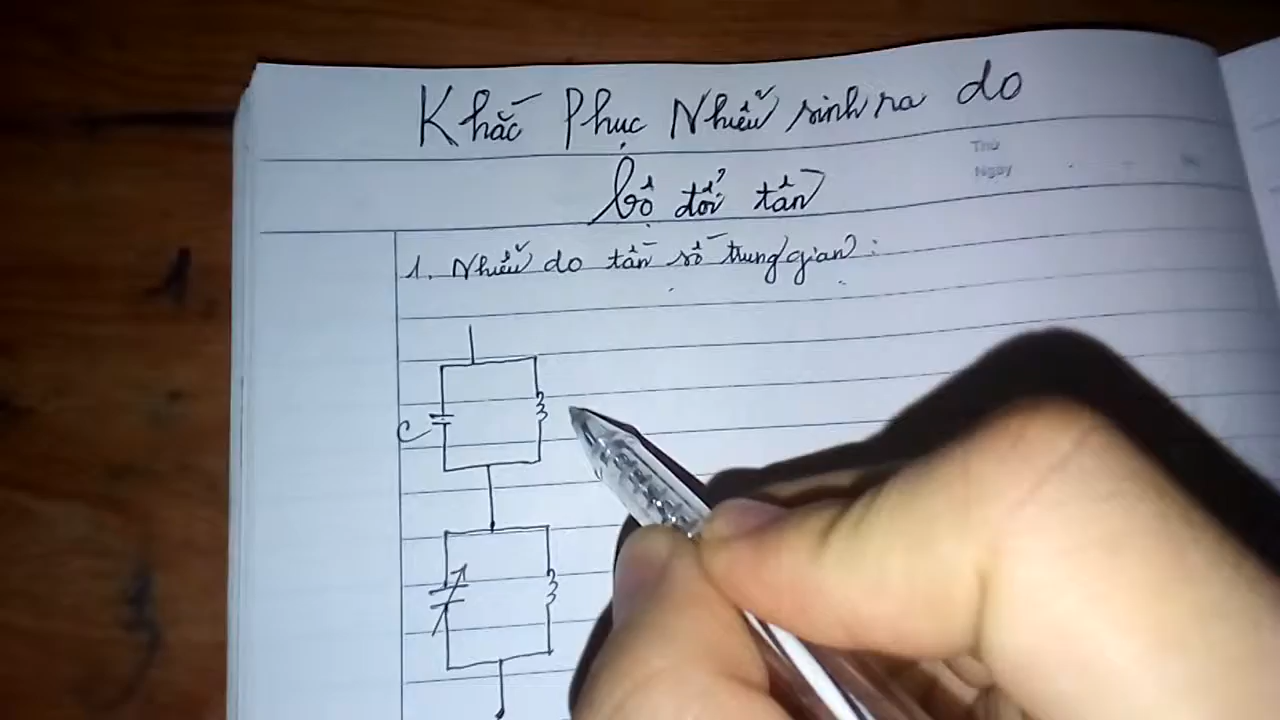 Khắc Phục Nhiễu sinh ra do
bộ đổi tần
Thứ
Ngày
1. Nhiễu do tần số trung gian:
C